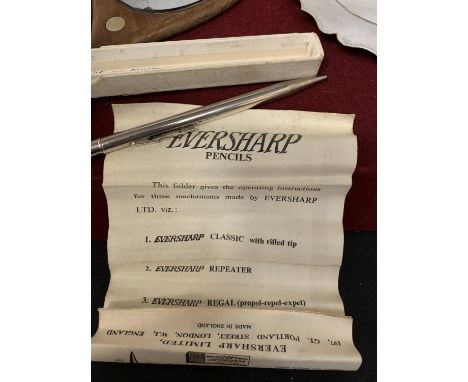 EVERSHARP
PENCILS
This folder gives the operating instructions
for three mechanisms made by EVERSHARP
LTD. viz.:
1. EVERSHARP CLASSIC with rifled tip
2. EVERSHARP REPEATER
3. EVERSHARP REGAL (propel-repel-expel)
EVERSHARP LIMITED,
197, GT. PORTLAND STREET, LONDON, W.1. ENGLAND
MADE IN ENGLAND